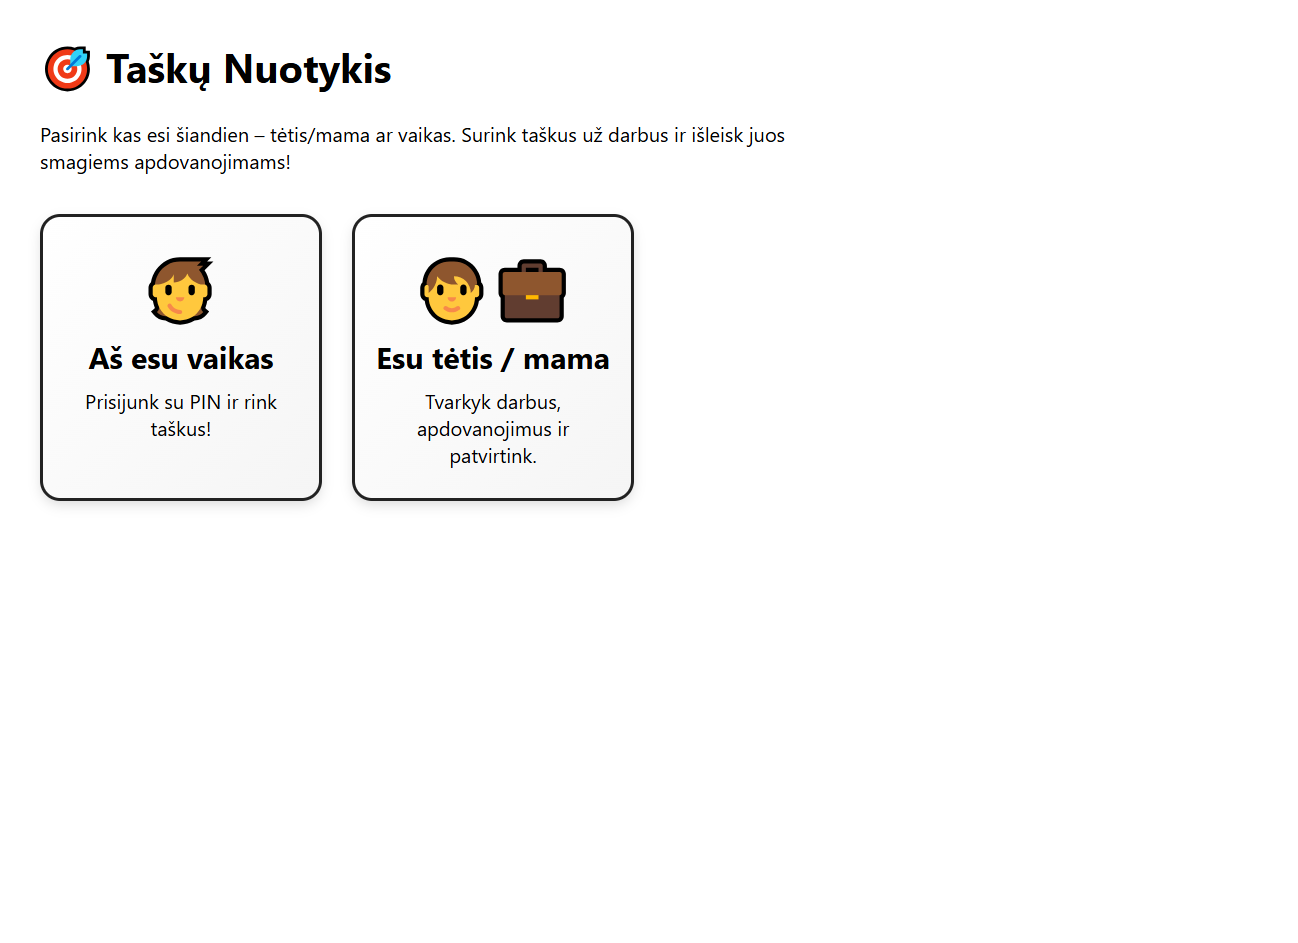 Taškų Nuotykis
Pasirink kas esi šiandien – tėtis/mama ar vaikas. Surink taškus už darbus ir išleisk juos
smagiems apdovanojimams!
Aš esu vaikas
Prisijunk su PIN ir rink
taškus!
Esu tėtis / mama
Tvarkyk darbus,
apdovanojimus ir
patvirtink.